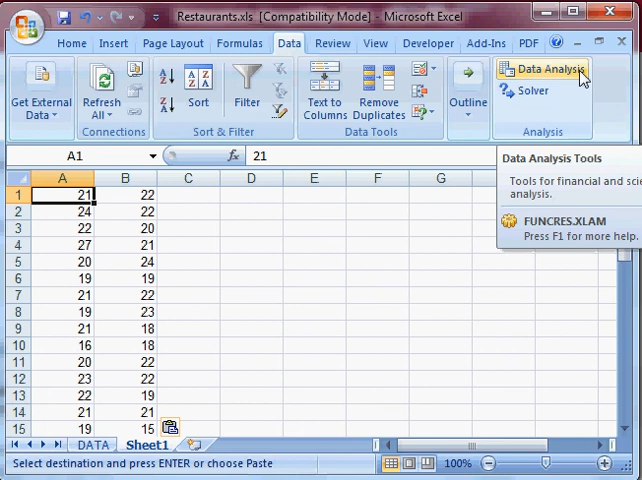 Restaurants.xls [Compatibility Mode] - Microsoft Excel
Home Insert Page Layout Formulas Data Review View Developer Add-Ins PDF
Get External Data
Refresh All
Connections
Sort
Filter
Sort & Filter
Text to Columns
Remove Duplicates
Data Tools
Outline
Data Analysis
Solver
Analysis
A1 fx 21
Data Analysis Tools
Tools for financial and scie
analysis.
FUNCRES.XLAM
Press F1 for more help.
A B C D E F G
1 21 22
2 24 22
3 22 20
4 27 21
5 20 24
6 19 19
7 21 22
8 19 23
9 21 18
10 16 18
11 20 22
12 23 22
13 22 19
14 21 21
15 19 15
DATA Sheet1
Select destination and press ENTER or choose Paste 100%